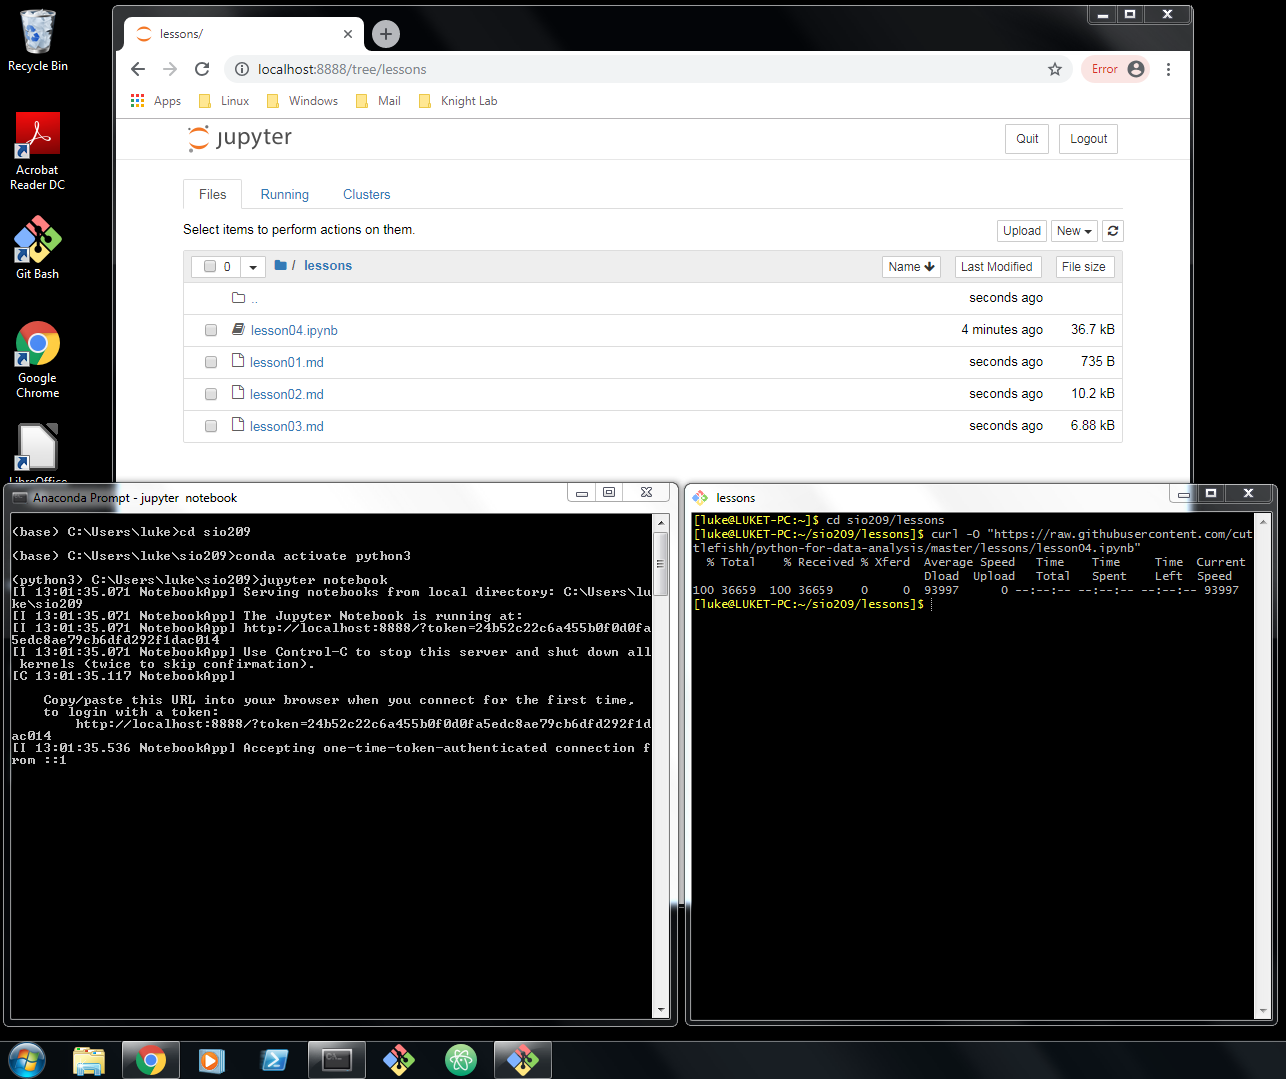 Recycle Bin
Acrobat
Reader DC
Git Bash
Google
Chrome
LibreOffice
lessons/
localhost:8888/tree/lessons
Error
Apps
Linux
Windows
Mail
Knight Lab
jupyter
Quit
Logout
Files
Running
Clusters
Select items to perform actions on them.
Upload
New
0
/ lessons
Name
Last Modified
File size
..
seconds ago
lesson04.ipynb
4 minutes ago
36.7 kB
lesson01.md
seconds ago
735 B
lesson02.md
seconds ago
10.2 kB
lesson03.md
seconds ago
6.88 kB
Anaconda Prompt - jupyter notebook
(base) C:\Users\luke>cd sio209
(base) C:\Users\luke\sio209>conda activate python3
(python3) C:\Users\luke\sio209>jupyter notebook
[I 13:01:35.071 NotebookApp] Serving notebooks from local directory: C:\Users\lu
ke\sio209
[I 13:01:35.071 NotebookApp] The Jupyter Notebook is running at:
[I 13:01:35.071 NotebookApp] http://localhost:8888/?token=24b52c22c6a455b0f0d0fa
5edc8ae79cb6dfd292f1dac014
[I 13:01:35.071 NotebookApp] Use Control-C to stop this server and shut down all
 kernels (twice to skip confirmation).
[C 13:01:35.117 NotebookApp]
Copy/paste this URL into your browser when you connect for the first time,
to login with a token:
http://localhost:8888/?token=24b52c22c6a455b0f0d0fa5edc8ae79cb6dfd292f1d
ac014
[I 13:01:35.536 NotebookApp] Accepting one-time-token-authenticated connection f
rom ::1
lessons
[luke@LUKET-PC:~]$ cd sio209/lessons
[luke@LUKET-PC:~/sio209/lessons]$ curl -O "https://raw.githubusercontent.com/cut
tlefishh/python-for-data-analysis/master/lessons/lesson04.ipynb"
% Total % Received % Xferd Average Speed Time Time Time Current
Dload Upload Total Spent Left Speed
100 36659 100 36659 0 0 93997 0 --:--:-- --:--:-- --:--:-- 93997
[luke@LUKET-PC:~/sio209/lessons]$